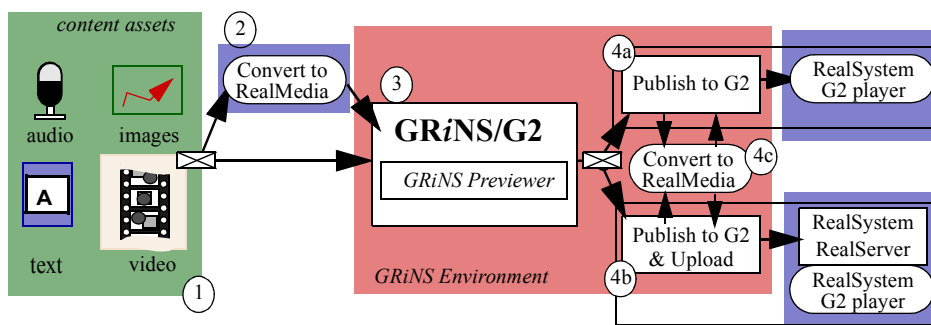 content assets
audio
images
A
text
video
1
2
Convert to
RealMedia
3
GRiNS/G2
GRiNS Previewer
GRiNS Environment
4a
Publish to G2
RealSystem
G2 player
Convert to
RealMedia
4c
Publish to G2
& Upload
4b
RealSystem
RealServer
RealSystem
G2 player